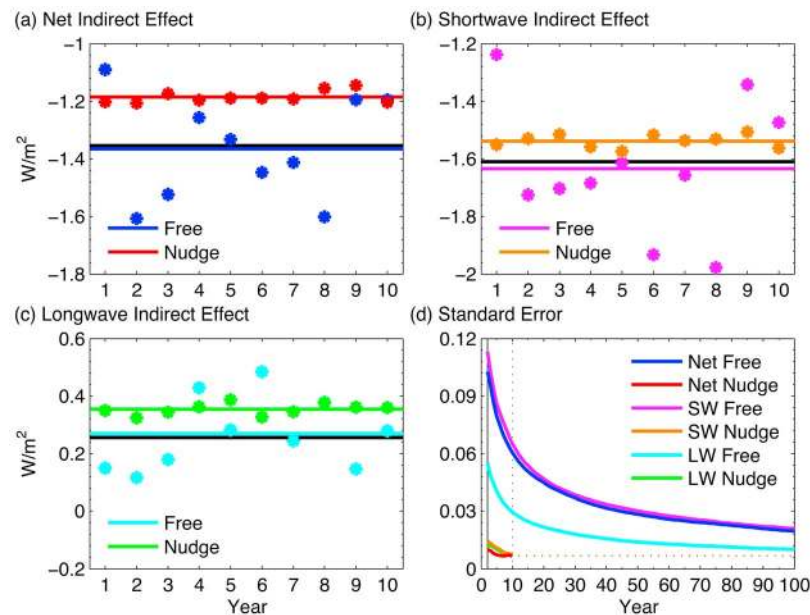 (a) Net Indirect Effect
(b) Shortwave Indirect Effect
−1
−1.2
−1.4
−1.6
−1.8
W/m²
Free
Nudge
1 2 3 4 5 6 7 8 9 10
−1.2
−1.4
−1.6
−1.8
−2
W/m²
Free
Nudge
1 2 3 4 5 6 7 8 9 10
(c) Longwave Indirect Effect
(d) Standard Error
0.6
0.4
0.2
0
−0.2
W/m²
Free
Nudge
1 2 3 4 5 6 7 8 9 10
Year
0.12
0.09
0.06
0.03
0
Net Free
Net Nudge
SW Free
SW Nudge
LW Free
LW Nudge
0 10 20 30 40 50 60 70 80 90 100
Year